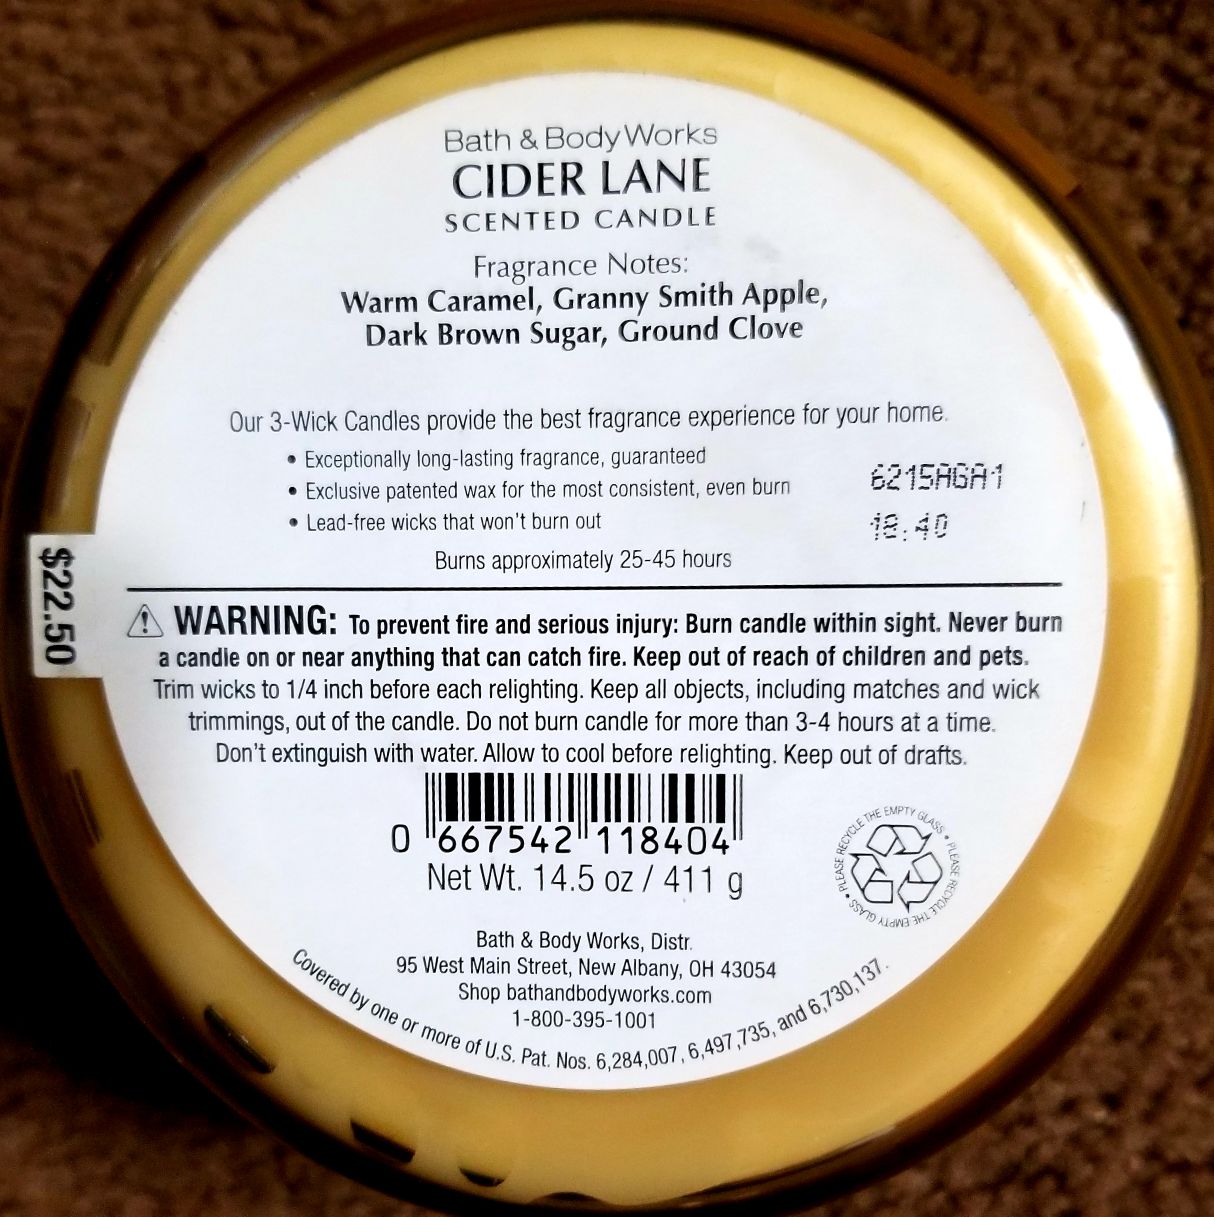 Bath & Body Works
CIDER LANE
SCENTED CANDLE
Fragrance Notes:
Warm Caramel, Granny Smith Apple,
Dark Brown Sugar, Ground Clove
Our 3-Wick Candles provide the best fragrance experience for your home.
• Exceptionally long-lasting fragrance, guaranteed
• Exclusive patented wax for the most consistent, even burn
• Lead-free wicks that won't burn out
6215AGA1
18:40
Burns approximately 25-45 hours
$22.50
⚠ WARNING: To prevent fire and serious injury: Burn candle within sight. Never burn
a candle on or near anything that can catch fire. Keep out of reach of children and pets.
Trim wicks to 1/4 inch before each relighting. Keep all objects, including matches and wick
trimmings, out of the candle. Do not burn candle for more than 3-4 hours at a time.
Don't extinguish with water. Allow to cool before relighting. Keep out of drafts.
0 667542 118404
Net Wt. 14.5 oz / 411 g
PLEASE RECYCLE THE EMPTY GLASS • PLEASE RECYCLE THE EMPTY GLASS •
Bath & Body Works, Distr.
95 West Main Street, New Albany, OH 43054
Shop bathandbodyworks.com
1-800-395-1001
Covered by one or more of U.S. Pat. Nos. 6,284,007, 6,497,735, and 6,730,137.